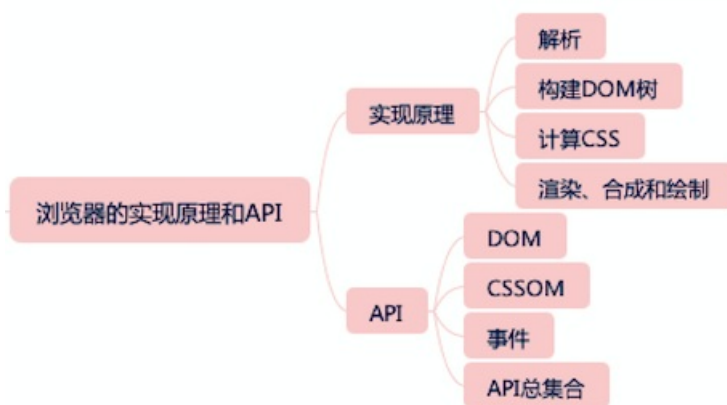 浏览器的实现原理和API
实现原理
解析
构建DOM树
计算CSS
渲染、合成和绘制
API
DOM
CSSOM
事件
API总集合